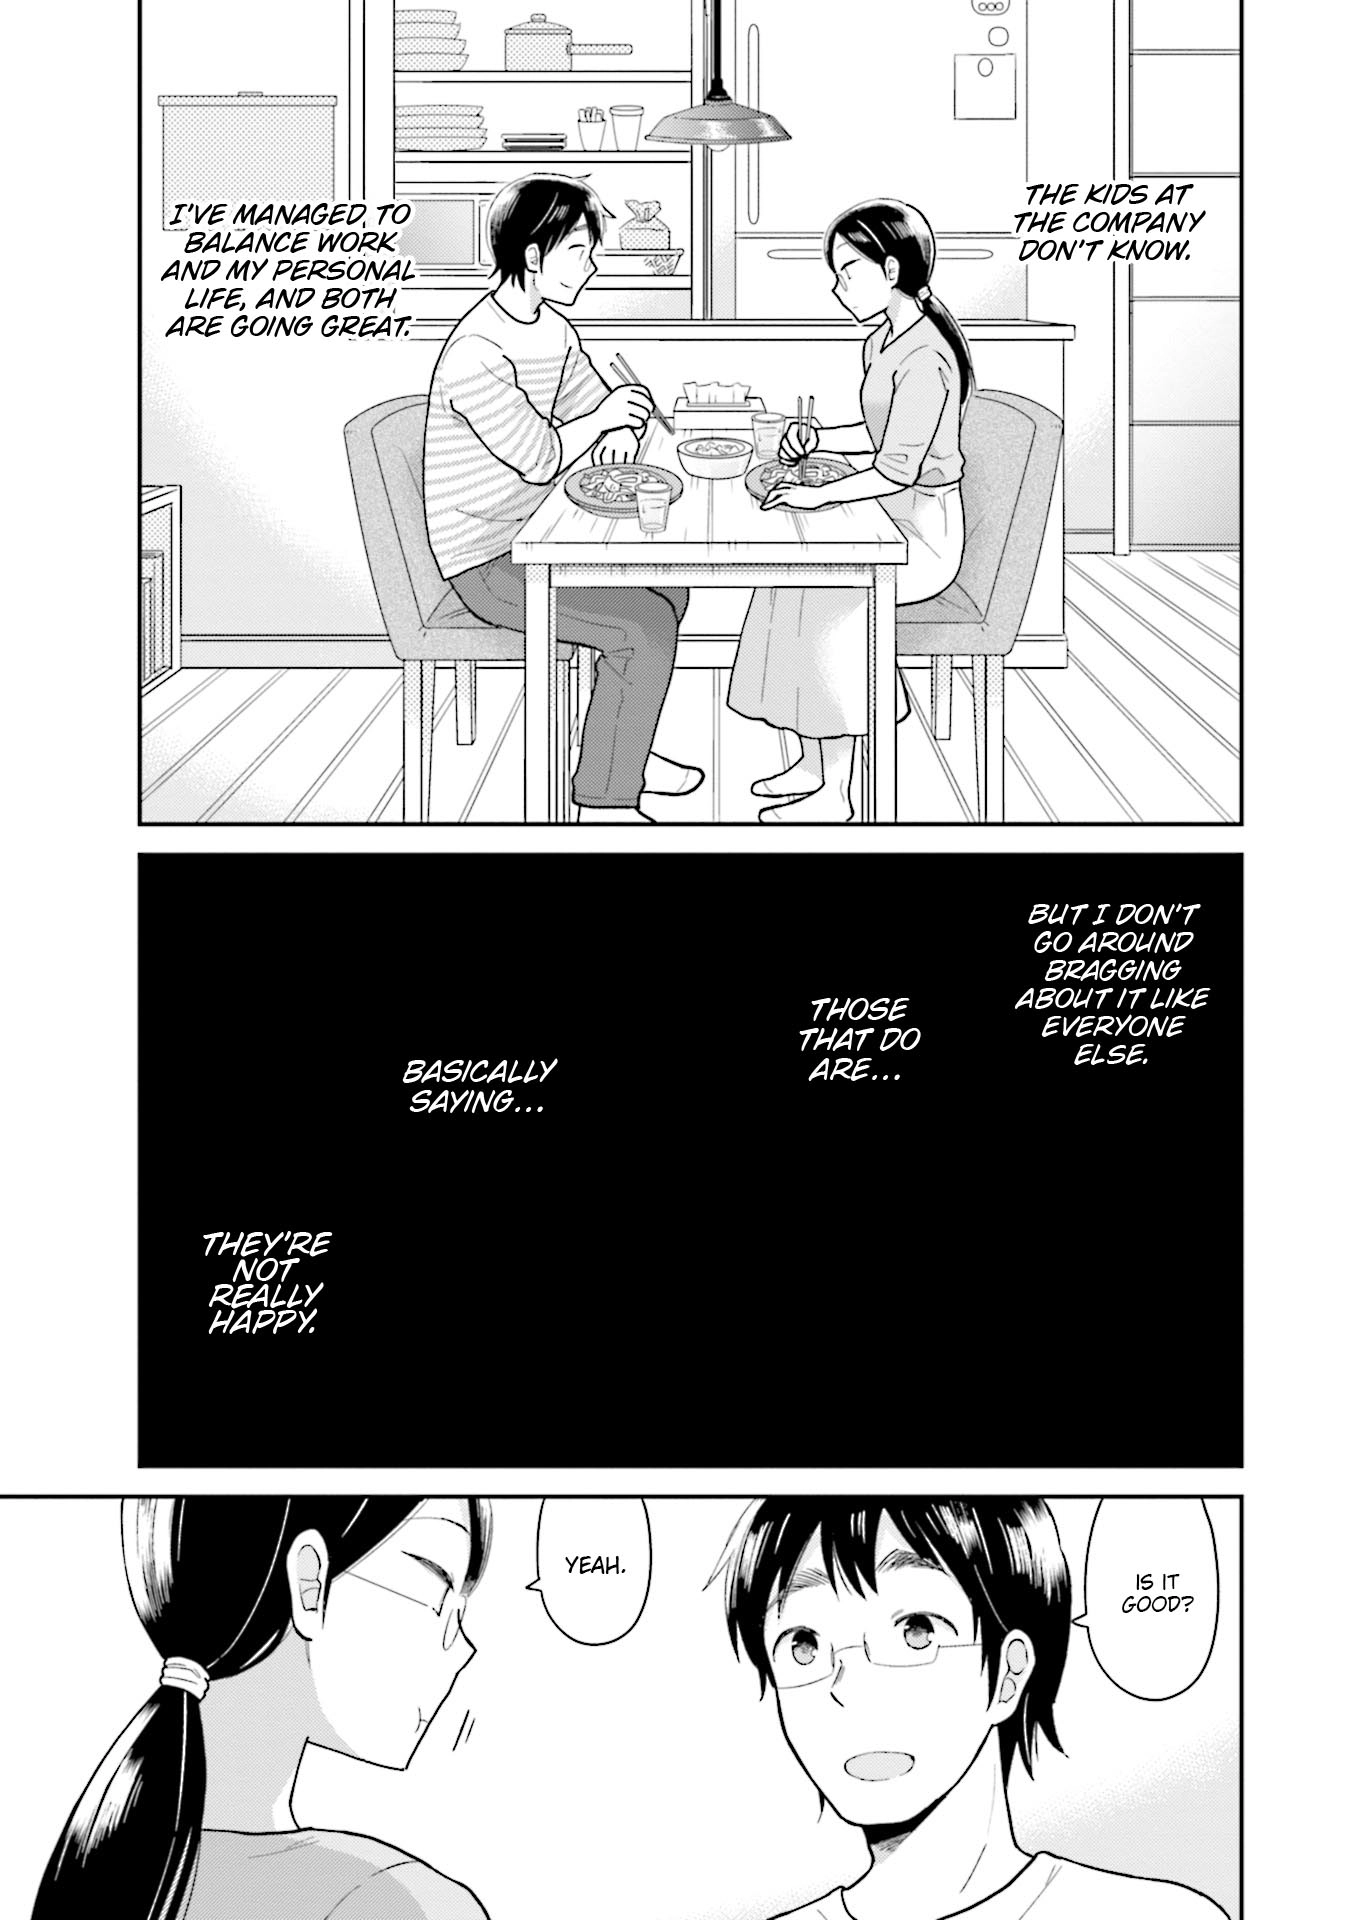 THE KIDS AT
THE COMPANY
DON'T KNOW.
I'VE MANAGED TO
BALANCE WORK
AND MY PERSONAL
LIFE, AND BOTH
ARE GOING GREAT.
BUT I DON'T
GO AROUND
BRAGGING
ABOUT IT LIKE
EVERYONE
ELSE.
THOSE
THAT DO
ARE...
BASICALLY
SAYING...
THEY'RE
NOT
REALLY
HAPPY.
IS IT
GOOD?
YEAH.